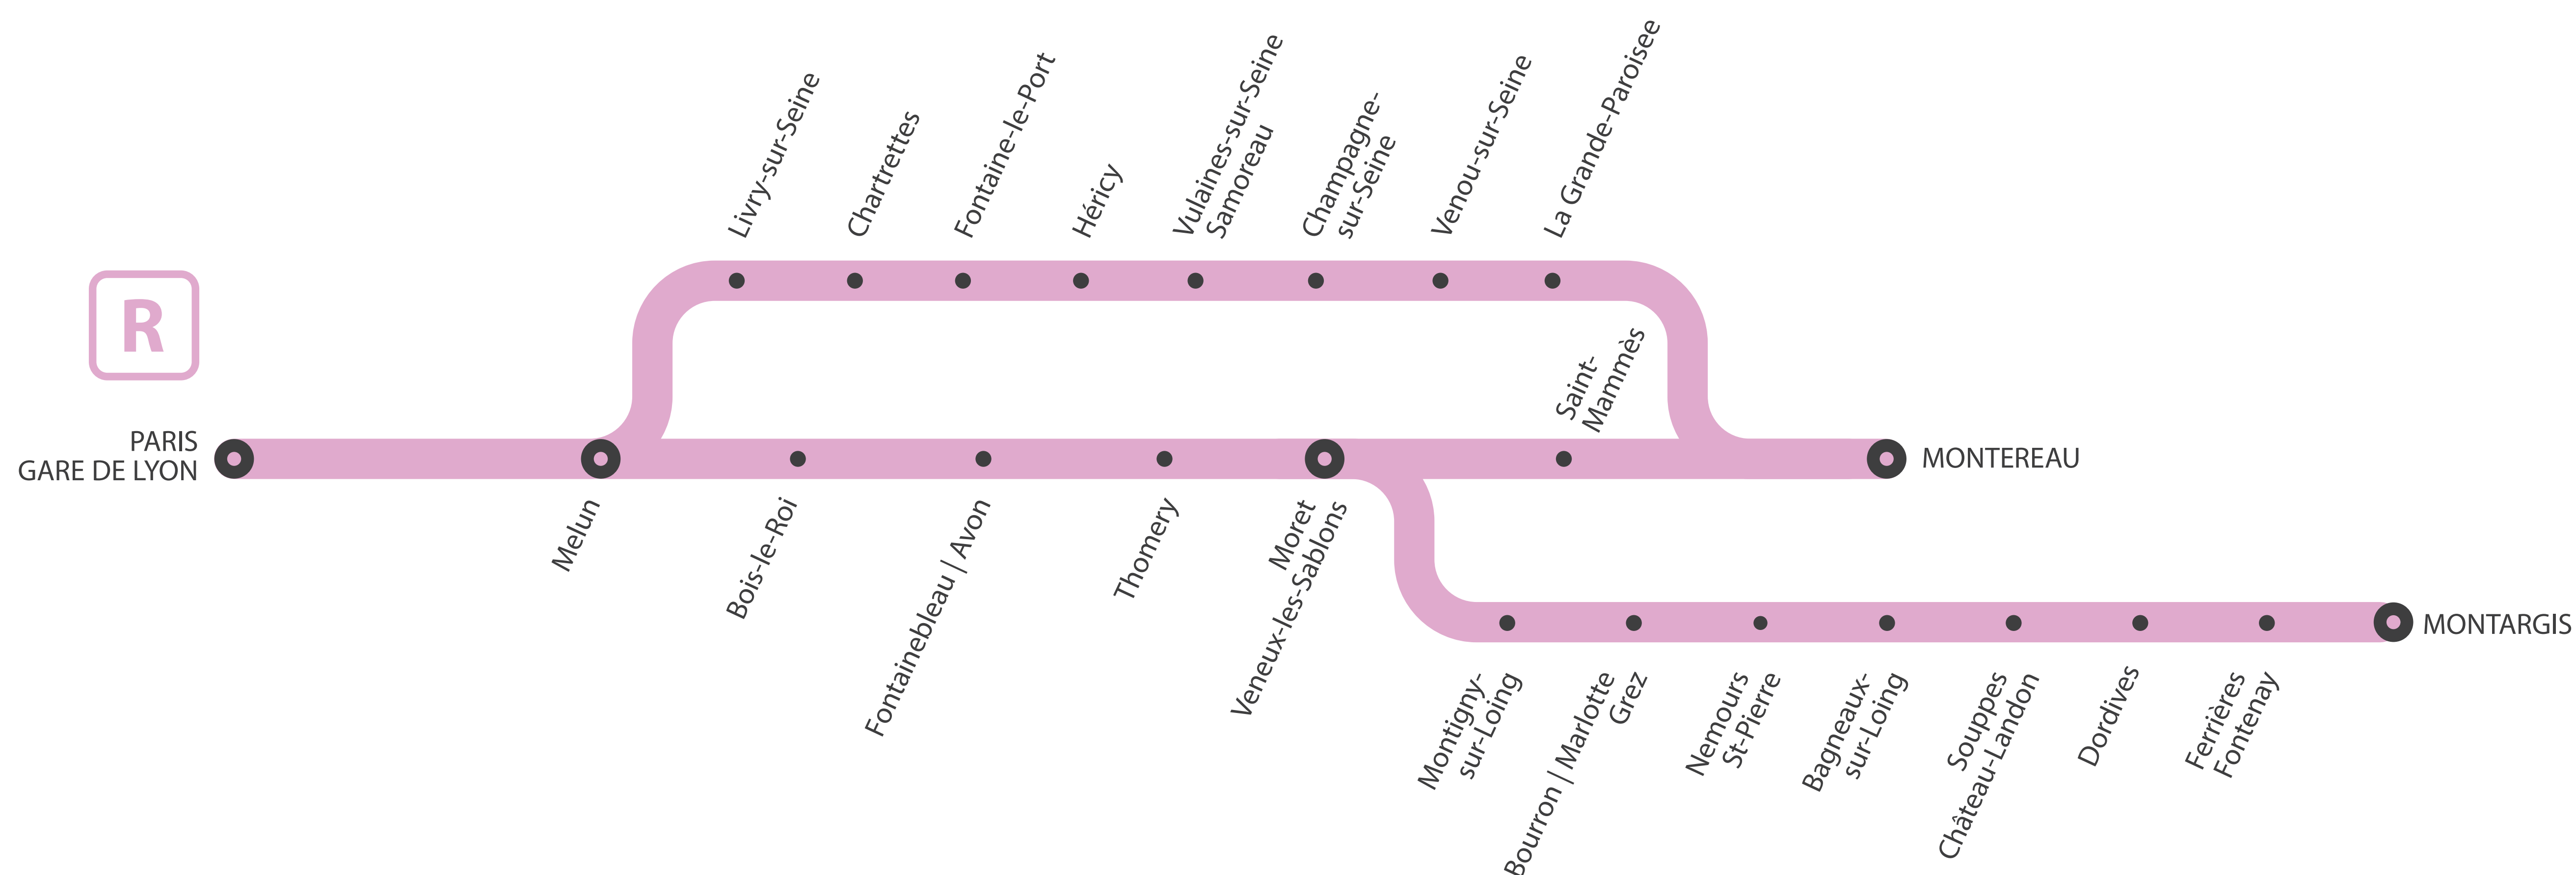 Livry-sur-Seine
Chartrettes
Fontaine-le-Port
Héricy
Vulaines-sur-Seine
Samoreau
Champagne-
sur-Seine
Venou-sur-Seine
La Grande-Paroisee
R
Saint-
Mammès
PARIS
GARE DE LYON
MONTEREAU
Melun
Bois-le-Roi
Fontainebleau | Avon
Thomery
Moret
Veneux-les-Sablons
MONTARGIS
Montigny-
sur-Loing
Bourron | Marlotte
Grez
Nemours
St-Pierre
Bagneaux-
sur-Loing
Souppes
Château-Landon
Dordives
Ferrières
Fontenay